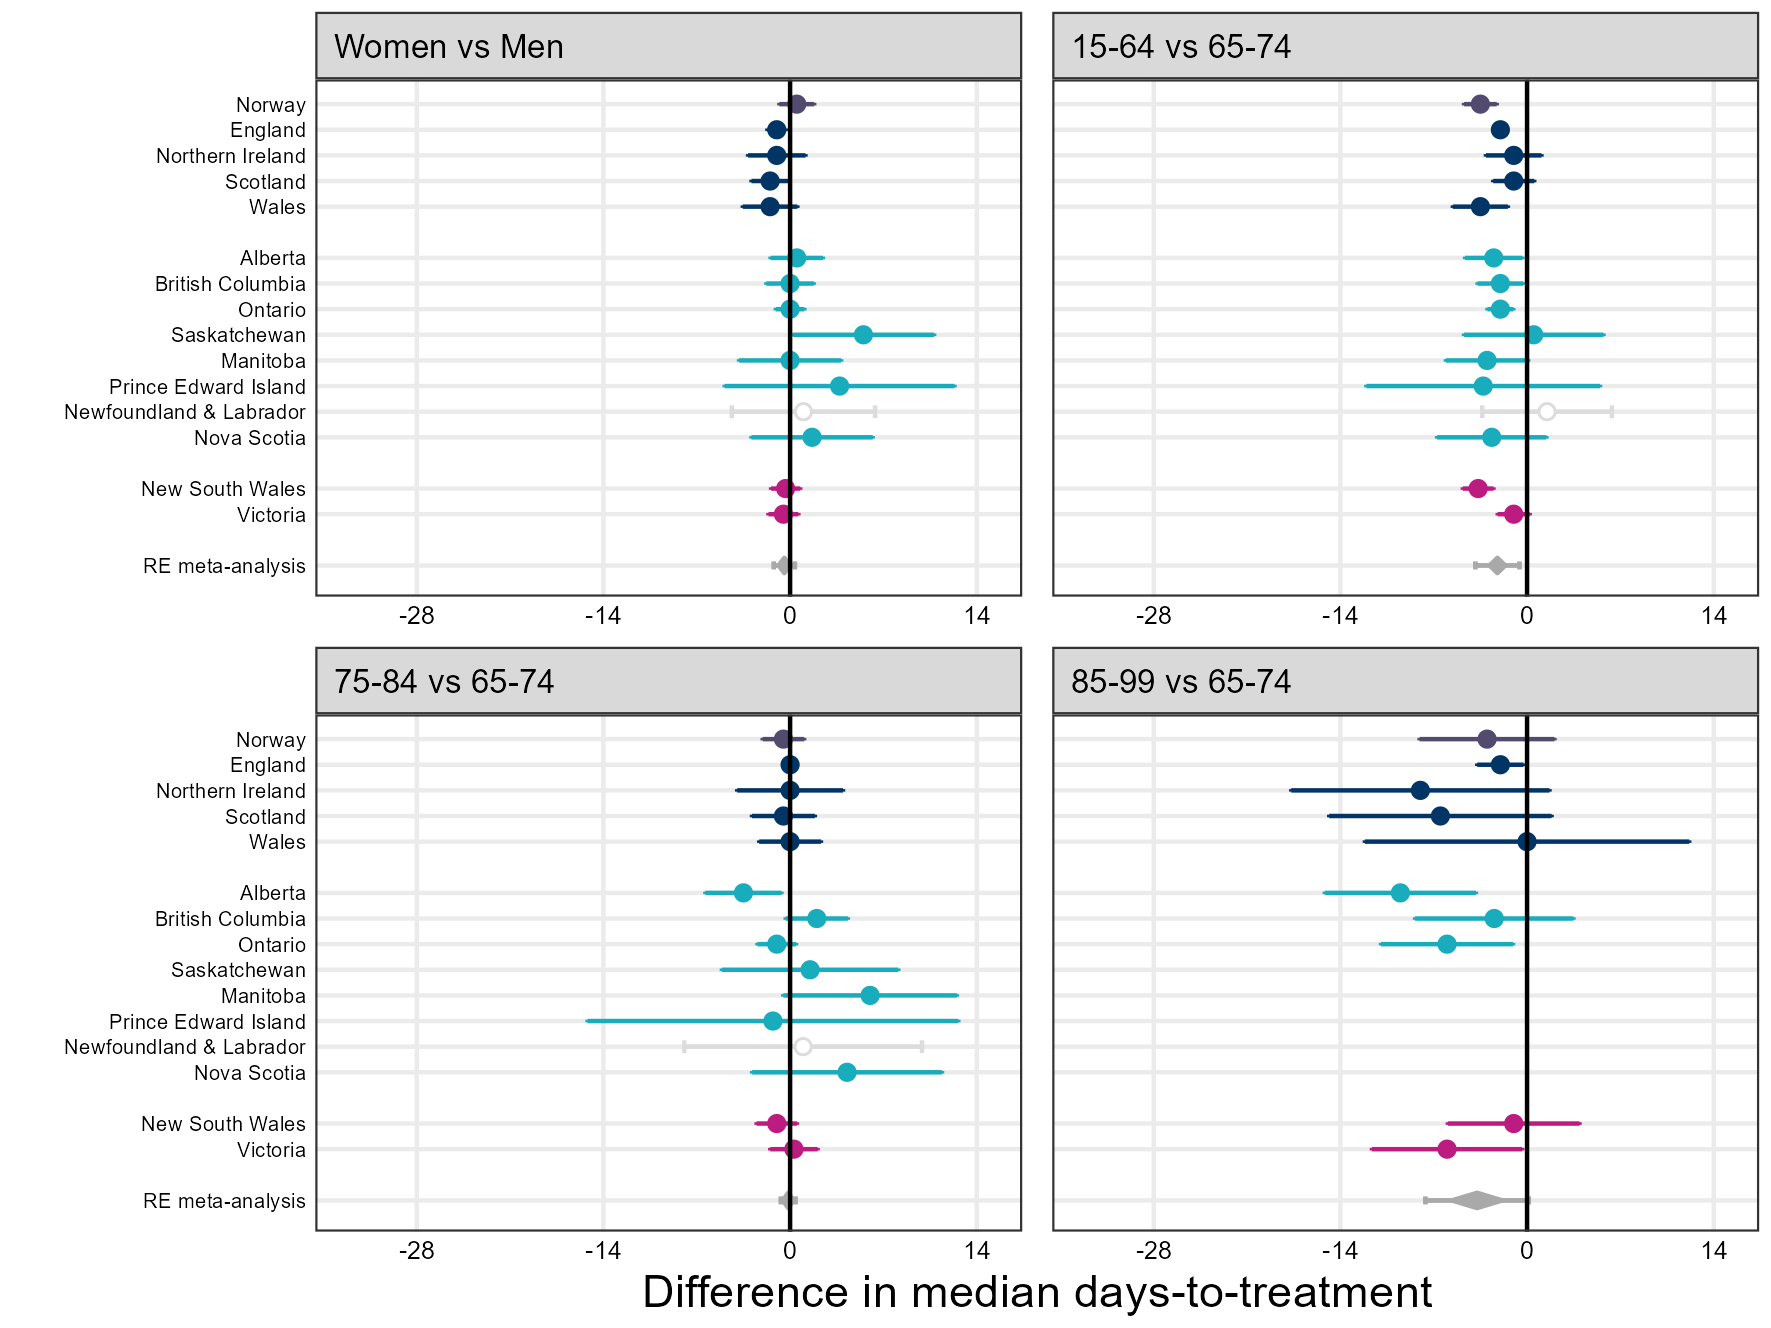 Women vs Men
15-64 vs 65-74
Norway
England
Northern Ireland
Scotland
Wales
Alberta
British Columbia
Ontario
Saskatchewan
Manitoba
Prince Edward Island
Newfoundland & Labrador
Nova Scotia
New South Wales
Victoria
RE meta-analysis
-28 -14 0 14
-28 -14 0 14
75-84 vs 65-74
85-99 vs 65-74
Norway
England
Northern Ireland
Scotland
Wales
Alberta
British Columbia
Ontario
Saskatchewan
Manitoba
Prince Edward Island
Newfoundland & Labrador
Nova Scotia
New South Wales
Victoria
RE meta-analysis
-28 -14 0 14
-28 -14 0 14
Difference in median days-to-treatment